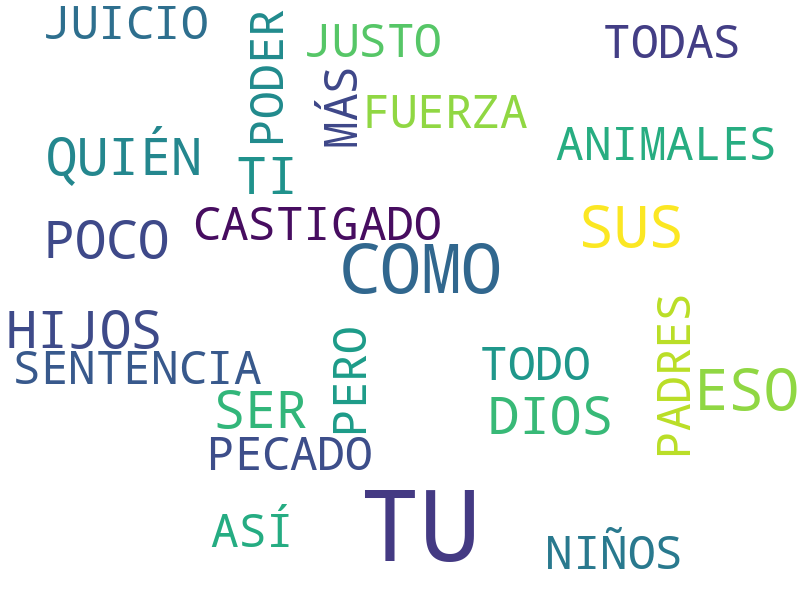 JUICIO
PODER
JUSTO
TODAS
MÁS
FUERZA
QUIÉN
TI
ANIMALES
POCO
CASTIGADO
SUS
COMO
HIJOS
SENTENCIA
PERO
TODO
PADRES
ESO
SER
DIOS
PECADO
TU
ASÍ
NIÑOS